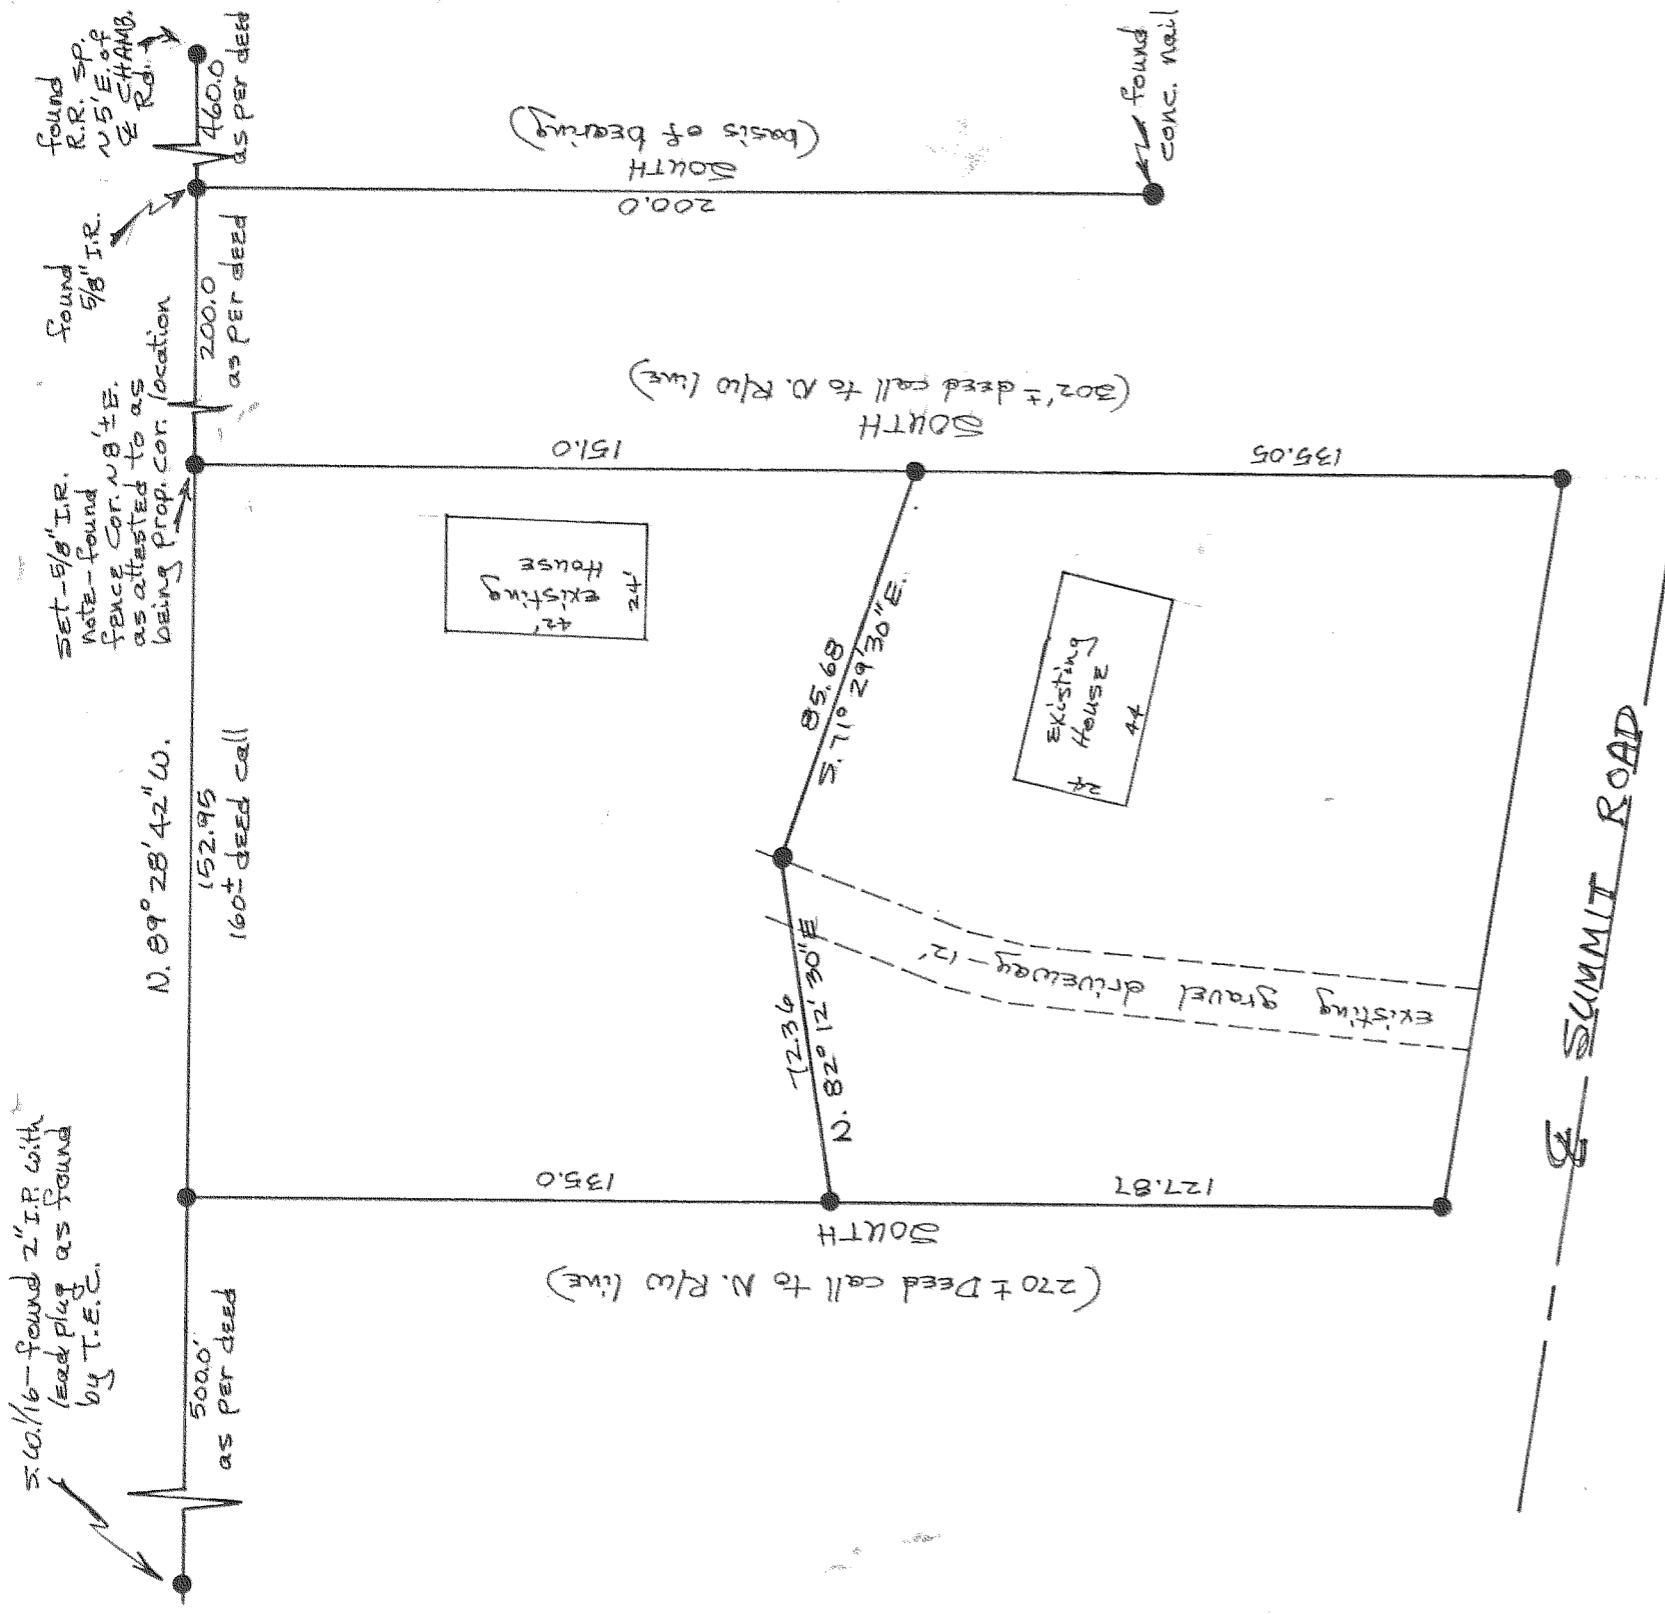 S.W. 1/16 - found 2" I.P. with
lead plug as found
by T.E.C.
500.0'
as per deed
N. 89° 28' 42" W.
152.95
160± deed call
SET - 5/8" I.R.
note - found
fence cor. N 8'± E.
as attested to as
being prop. cor. location
200.0
as per deed
found
5/8" I.R.
found
R.R. sp.
~5' E. of
℄ CHAMB.
Rd.
460.0
as per deed
200.0
SOUTH
(basis of bearing)
found
conc. nail
151.0
135.05
SOUTH
(302'± deed call to N. R/W line)
existing
House
42'
24'
85.68
S. 71° 29' 30" E.
72.36
N. 82° 12' 30" E
Existing
House
24
44
existing gravel driveway - 12'
135.0
127.87
SOUTH
(270 ± Deed call to N. R/W line)
℄ SUMMIT ROAD